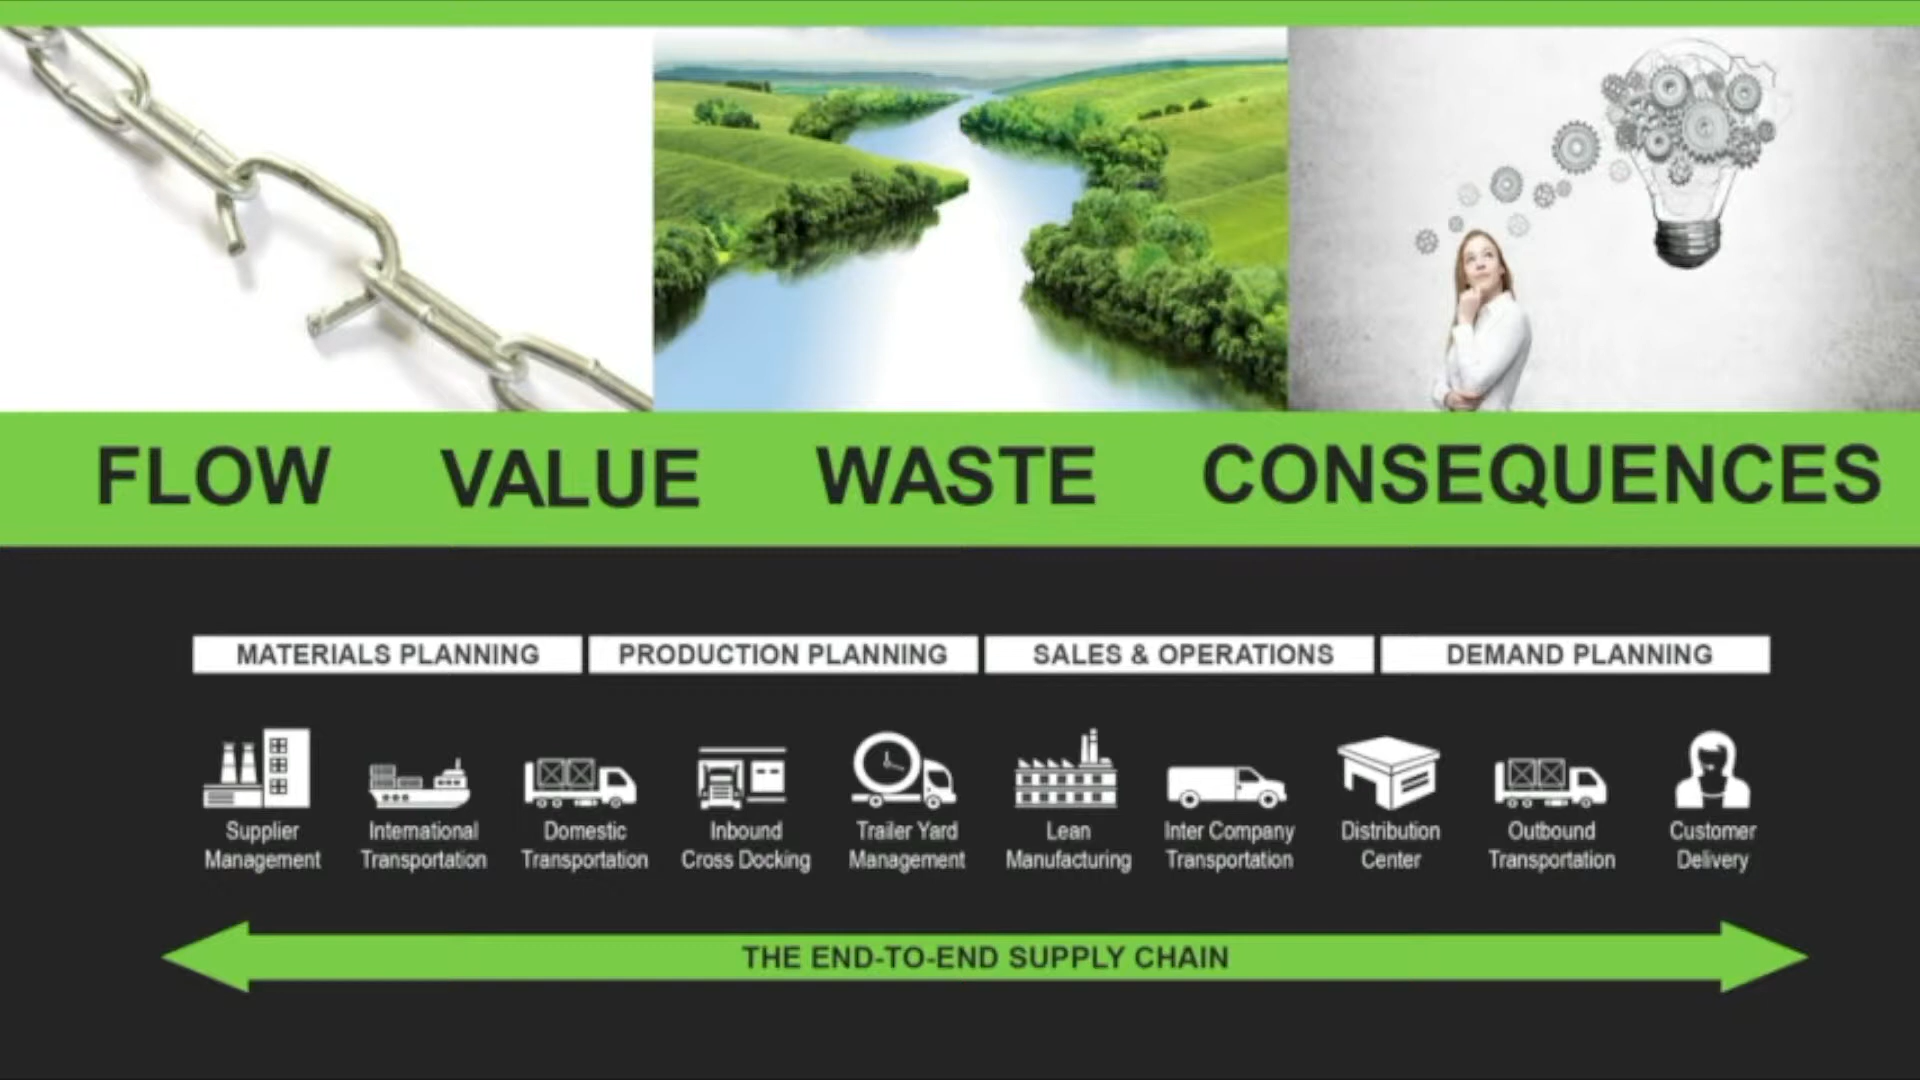 FLOW VALUE WASTE CONSEQUENCES
MATERIALS PLANNING PRODUCTION PLANNING SALES & OPERATIONS DEMAND PLANNING
Supplier
Management
International
Transportation
Domestic
Transportation
Inbound
Cross Docking
Trailer Yard
Management
Lean
Manufacturing
Inter Company
Transportation
Distribution
Center
Outbound
Transportation
Customer
Delivery
THE END-TO-END SUPPLY CHAIN